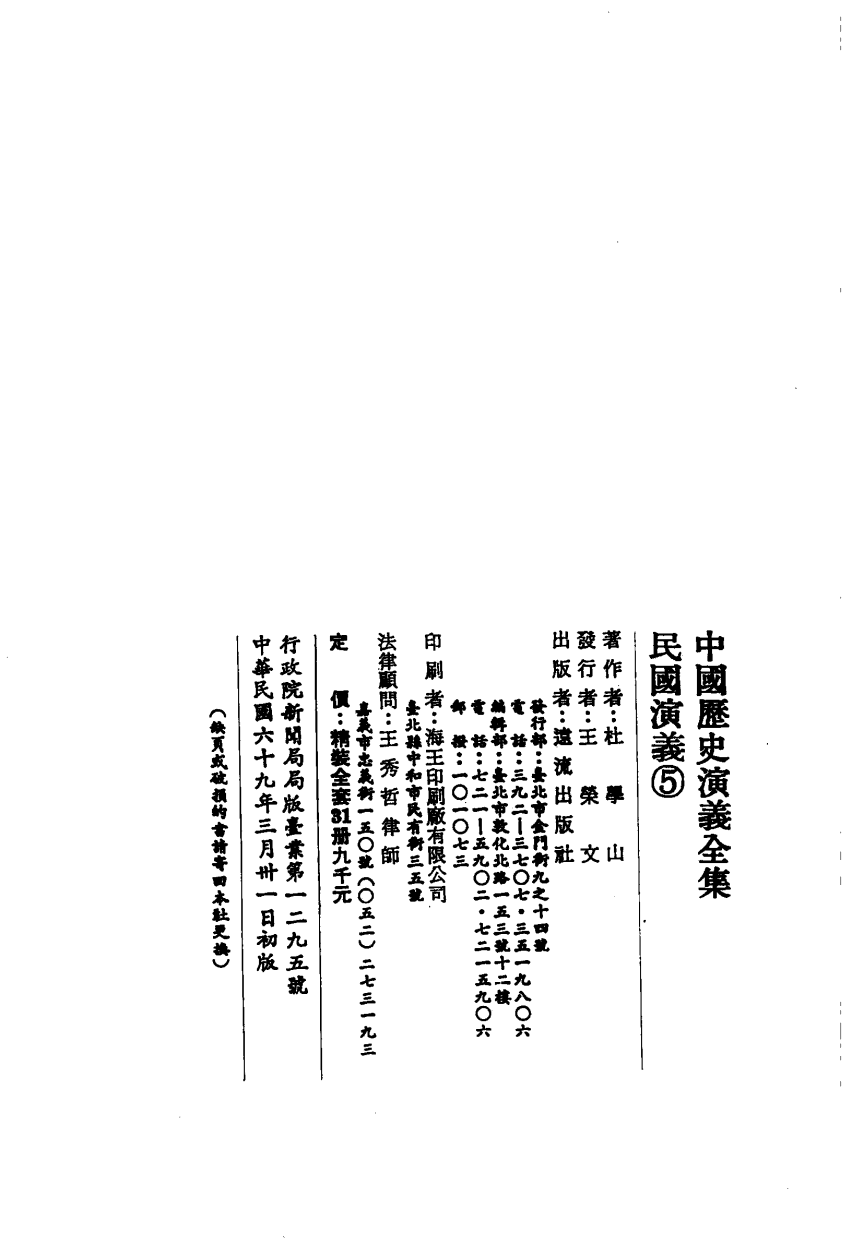 中國歷史演義全集
民國演義⑤
著作者：杜學山
發行者：王榮文
出版者：遠流出版社
發行部：臺北市金門街九之十四號
電話：三九二—三七〇七・三五一九八〇六
編輯部：臺北市敦化北路一五三號十二樓
電話：七二一—五九〇二・七二一五九〇六
郵撥：一〇一〇七三
印刷者：海王印刷廠有限公司
臺北縣中和市民有街三五號
法律顧問：王秀哲律師
嘉義市忠義街一五〇號（〇五二）二七三一九三
定價：精裝全套31册九千元
行政院新聞局局版臺業第一二九五號
中華民國六十九年三月卅一日初版
（缺頁或破損的書請寄回本社更換）